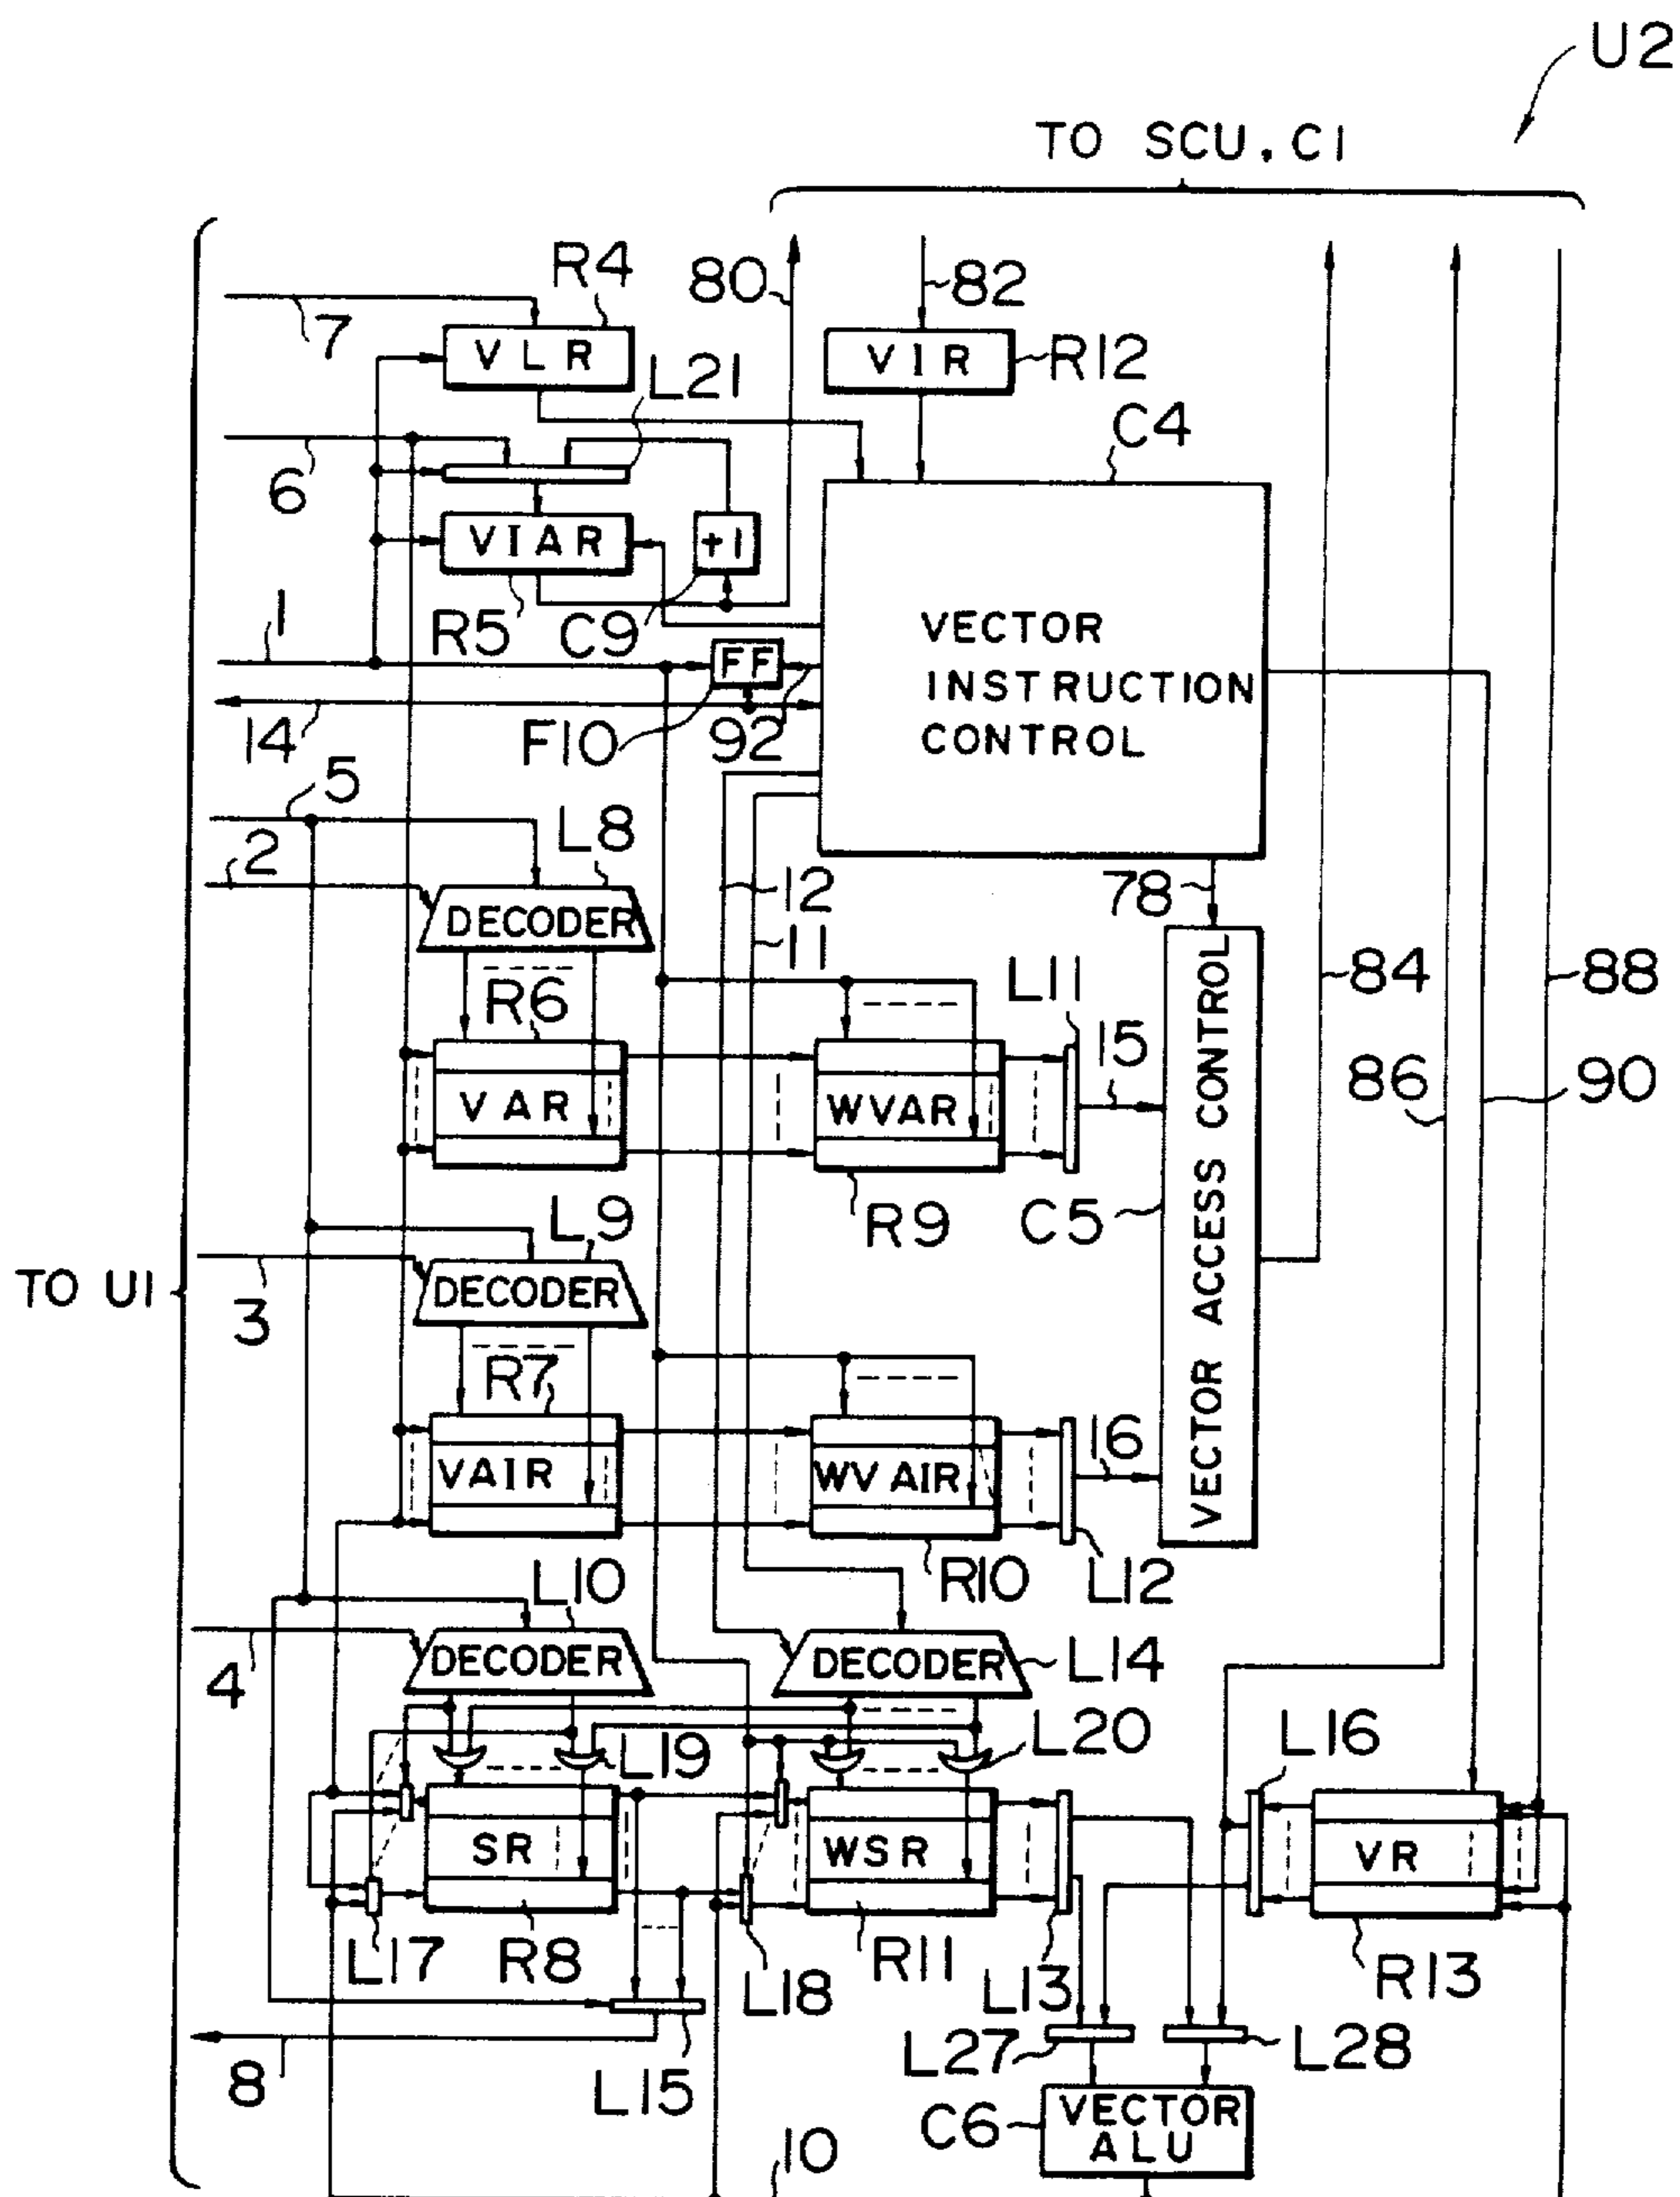 U2
TO SCU, C1
R4
80
82
7
VLR
VIR
R12
L21
C4
6
VIAR
+1
1
R5
C9
VECTOR
INSTRUCTION
CONTROL
FF
14
F10
92
5
L8
2
12
78
DECODER
11
84
88
R6
L11
15
86
90
VAR
WVAR
VECTOR ACCESS CONTROL
L9
R9
C5
TO U1
DECODER
3
R7
16
VAIR
WVAIR
L10
R10
L12
4
DECODER
DECODER
L14
L19
L20
L16
SR
WSR
VR
L17
R8
L18
R11
L13
R13
8
L15
L27
L28
C6
VECTOR
ALU
10